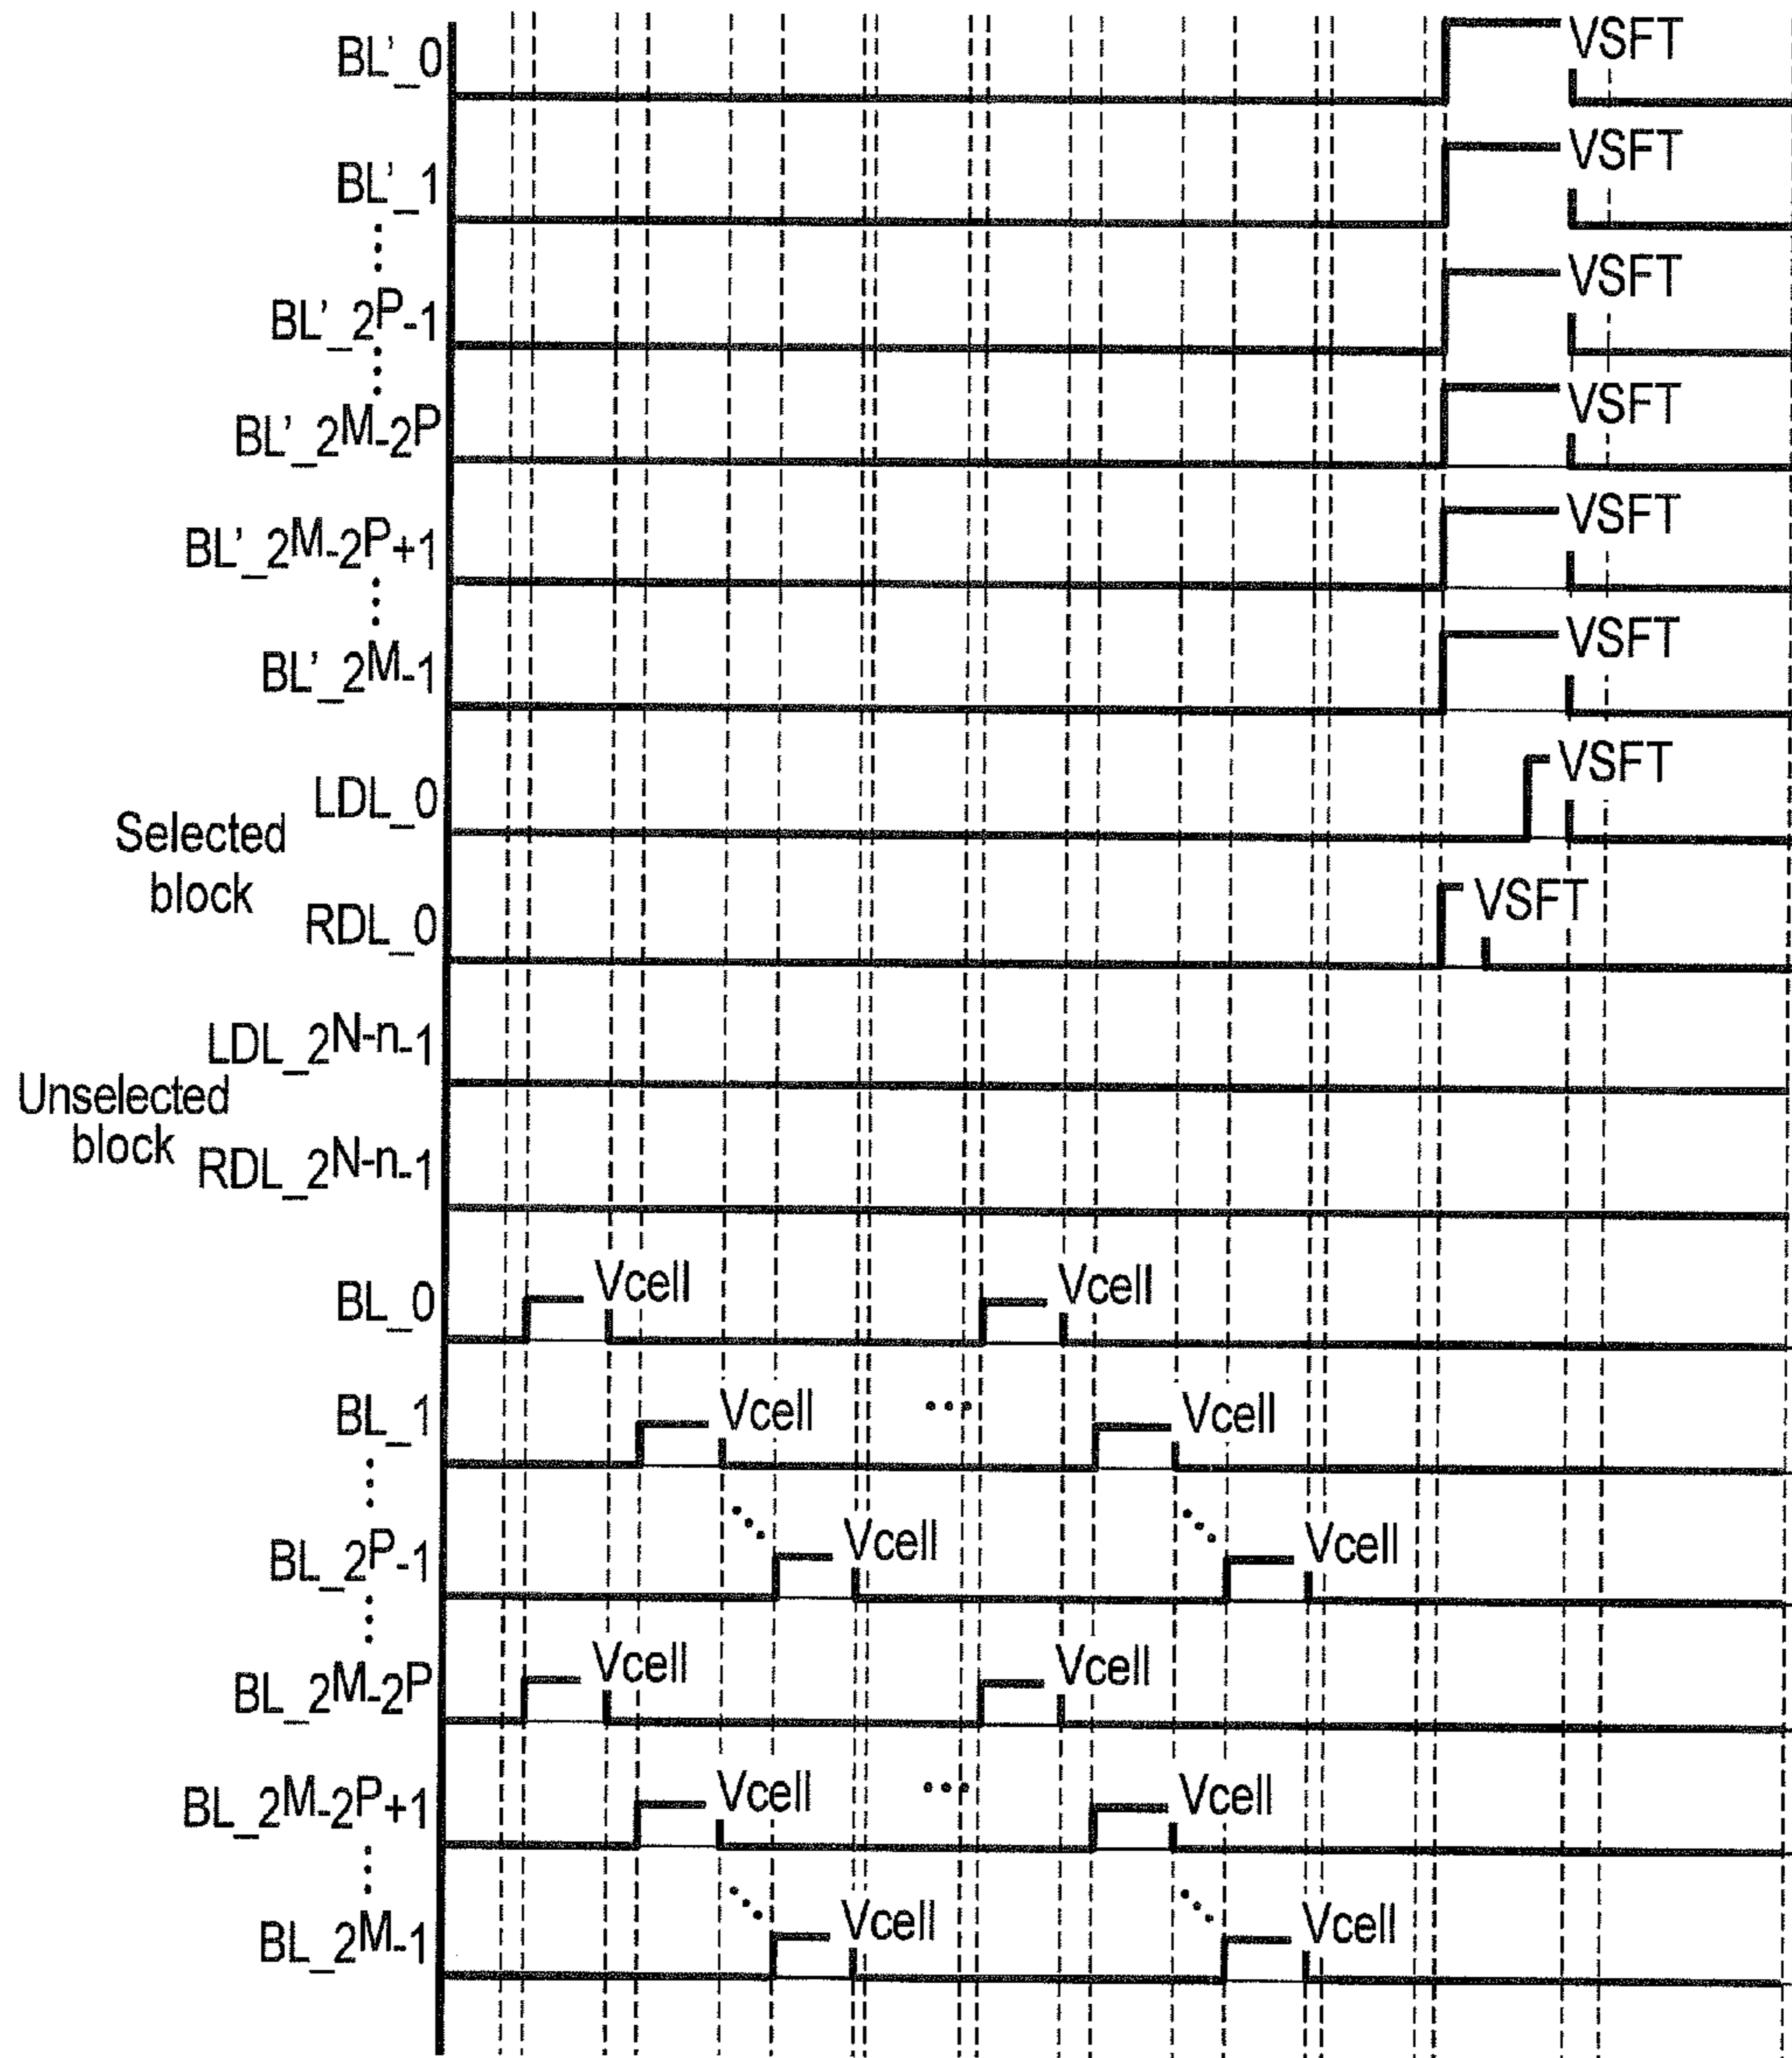 BL'_0 VSFT
BL'_1 VSFT
BL'_2P-1 VSFT
BL'_2M-2P VSFT
BL'_2M-2P+1 VSFT
BL'_2M-1 VSFT
LDL_0 VSFT
Selected
block
RDL_0 VSFT
LDL_2N-n-1
Unselected
block
RDL_2N-n-1
BL_0 Vcell Vcell
BL_1 Vcell ... Vcell
BL_2P-1 Vcell Vcell
BL_2M-2P Vcell Vcell
BL_2M-2P+1 Vcell ... Vcell
BL_2M-1 Vcell Vcell